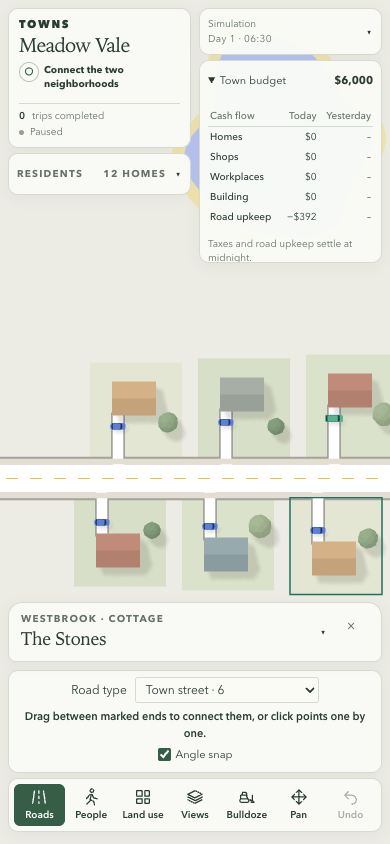 TOWNS
Meadow Vale
Connect the two
neighborhoods
0 trips completed
Paused
RESIDENTS 12 HOMES
Simulation
Day 1 · 06:30
Town budget $6,000
Cash flow Today Yesterday
Homes $0 –
Shops $0 –
Workplaces $0 –
Building $0 –
Road upkeep −$392 –
Taxes and road upkeep settle at
midnight.
WESTBROOK · COTTAGE
The Stones
×
Road type Town street · 6
Drag between marked ends to connect them, or click points one by
one.
Angle snap
Roads People Land use Views Bulldoze Pan Undo